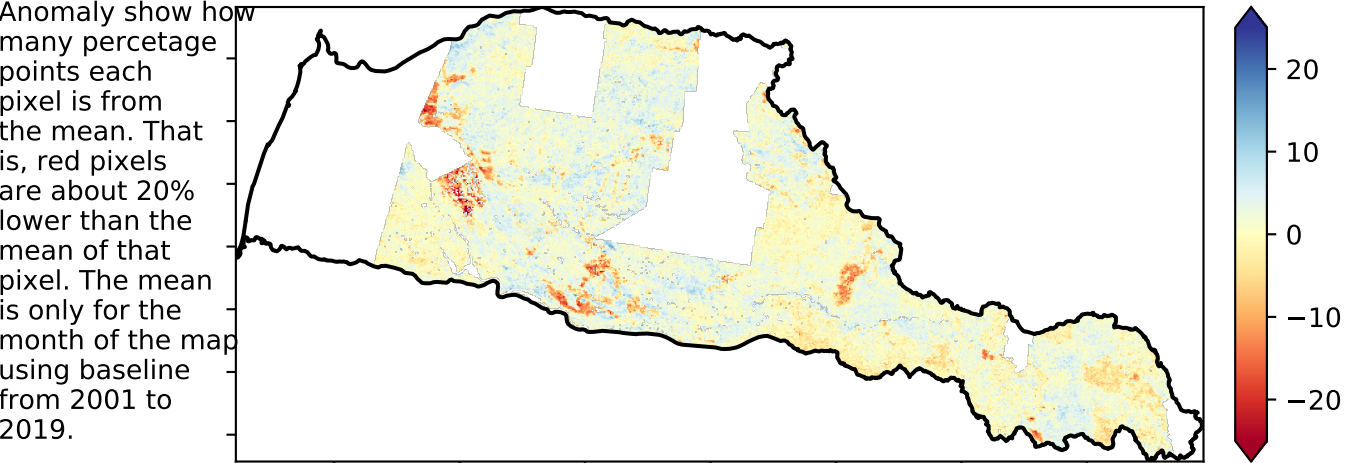 Anomaly show how
many percetage
points each
pixel is from
the mean. That
is, red pixels
are about 20%
lower than the
mean of that
pixel. The mean
is only for the
month of the map
using baseline
from 2001 to
2019.
20
10
0
−10
−20